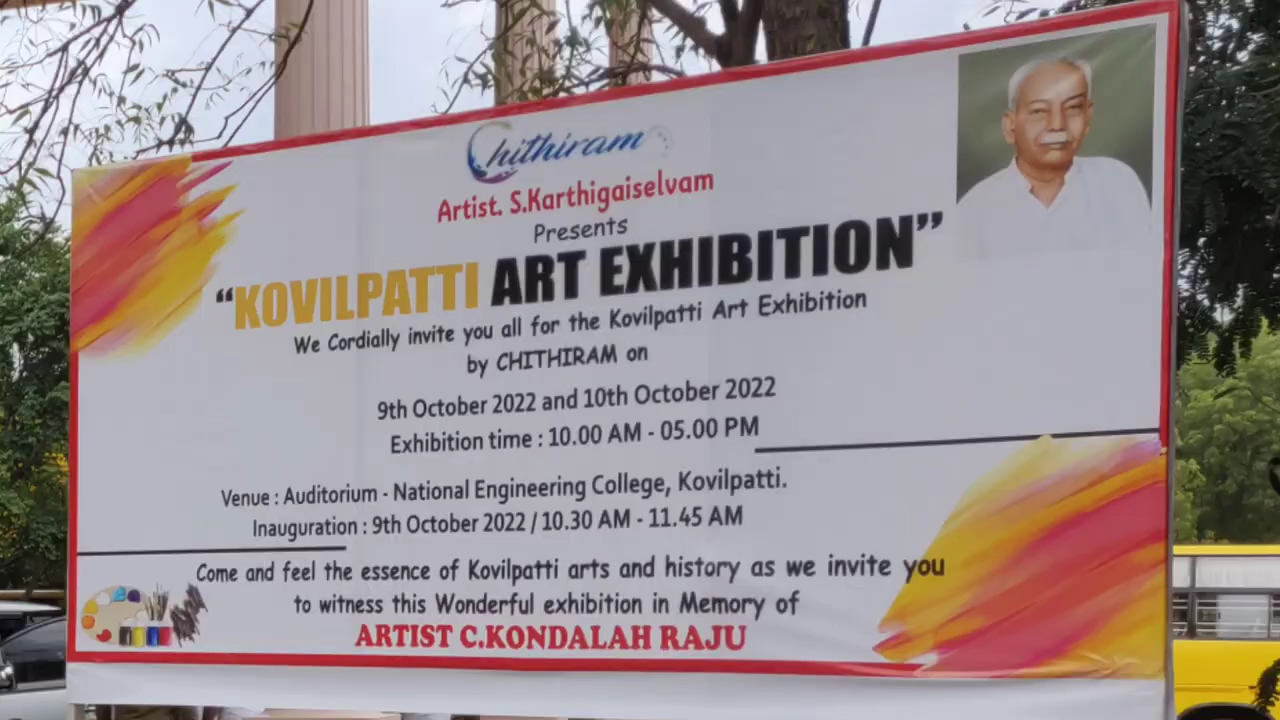 Chithiram
Artist. S.Karthigaiselvam
Presents
“KOVILPATTI ART EXHIBITION”
We Cordially invite you all for the Kovilpatti Art Exhibition
by CHITHIRAM on
9th October 2022 and 10th October 2022
Exhibition time : 10.00 AM - 05.00 PM
Venue : Auditorium - National Engineering College, Kovilpatti.
Inauguration : 9th October 2022 / 10.30 AM - 11.45 AM
Come and feel the essence of Kovilpatti arts and history as we invite you
to witness this Wonderful exhibition in Memory of
ARTIST C.KONDALAH RAJU